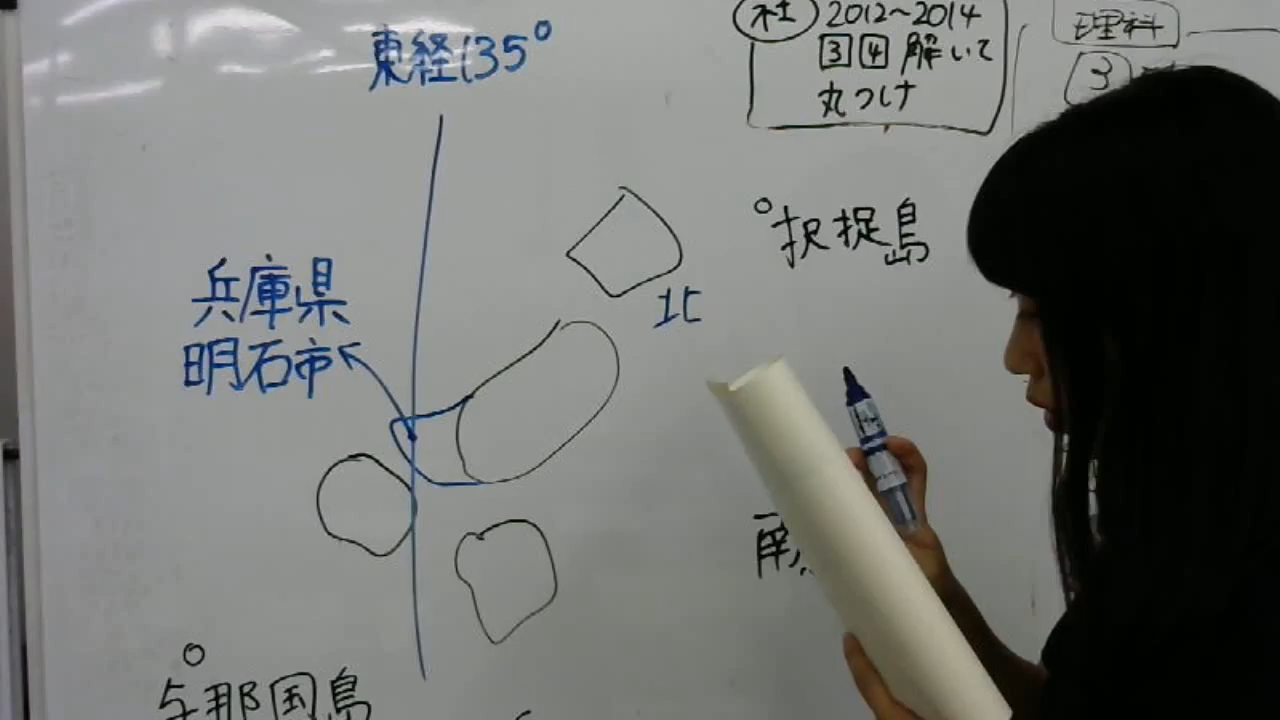 東経135°
社 2012~2014
3 4 解いて
丸つけ
理科
3
択捉島
兵庫県
明石市
北
南
与那国島